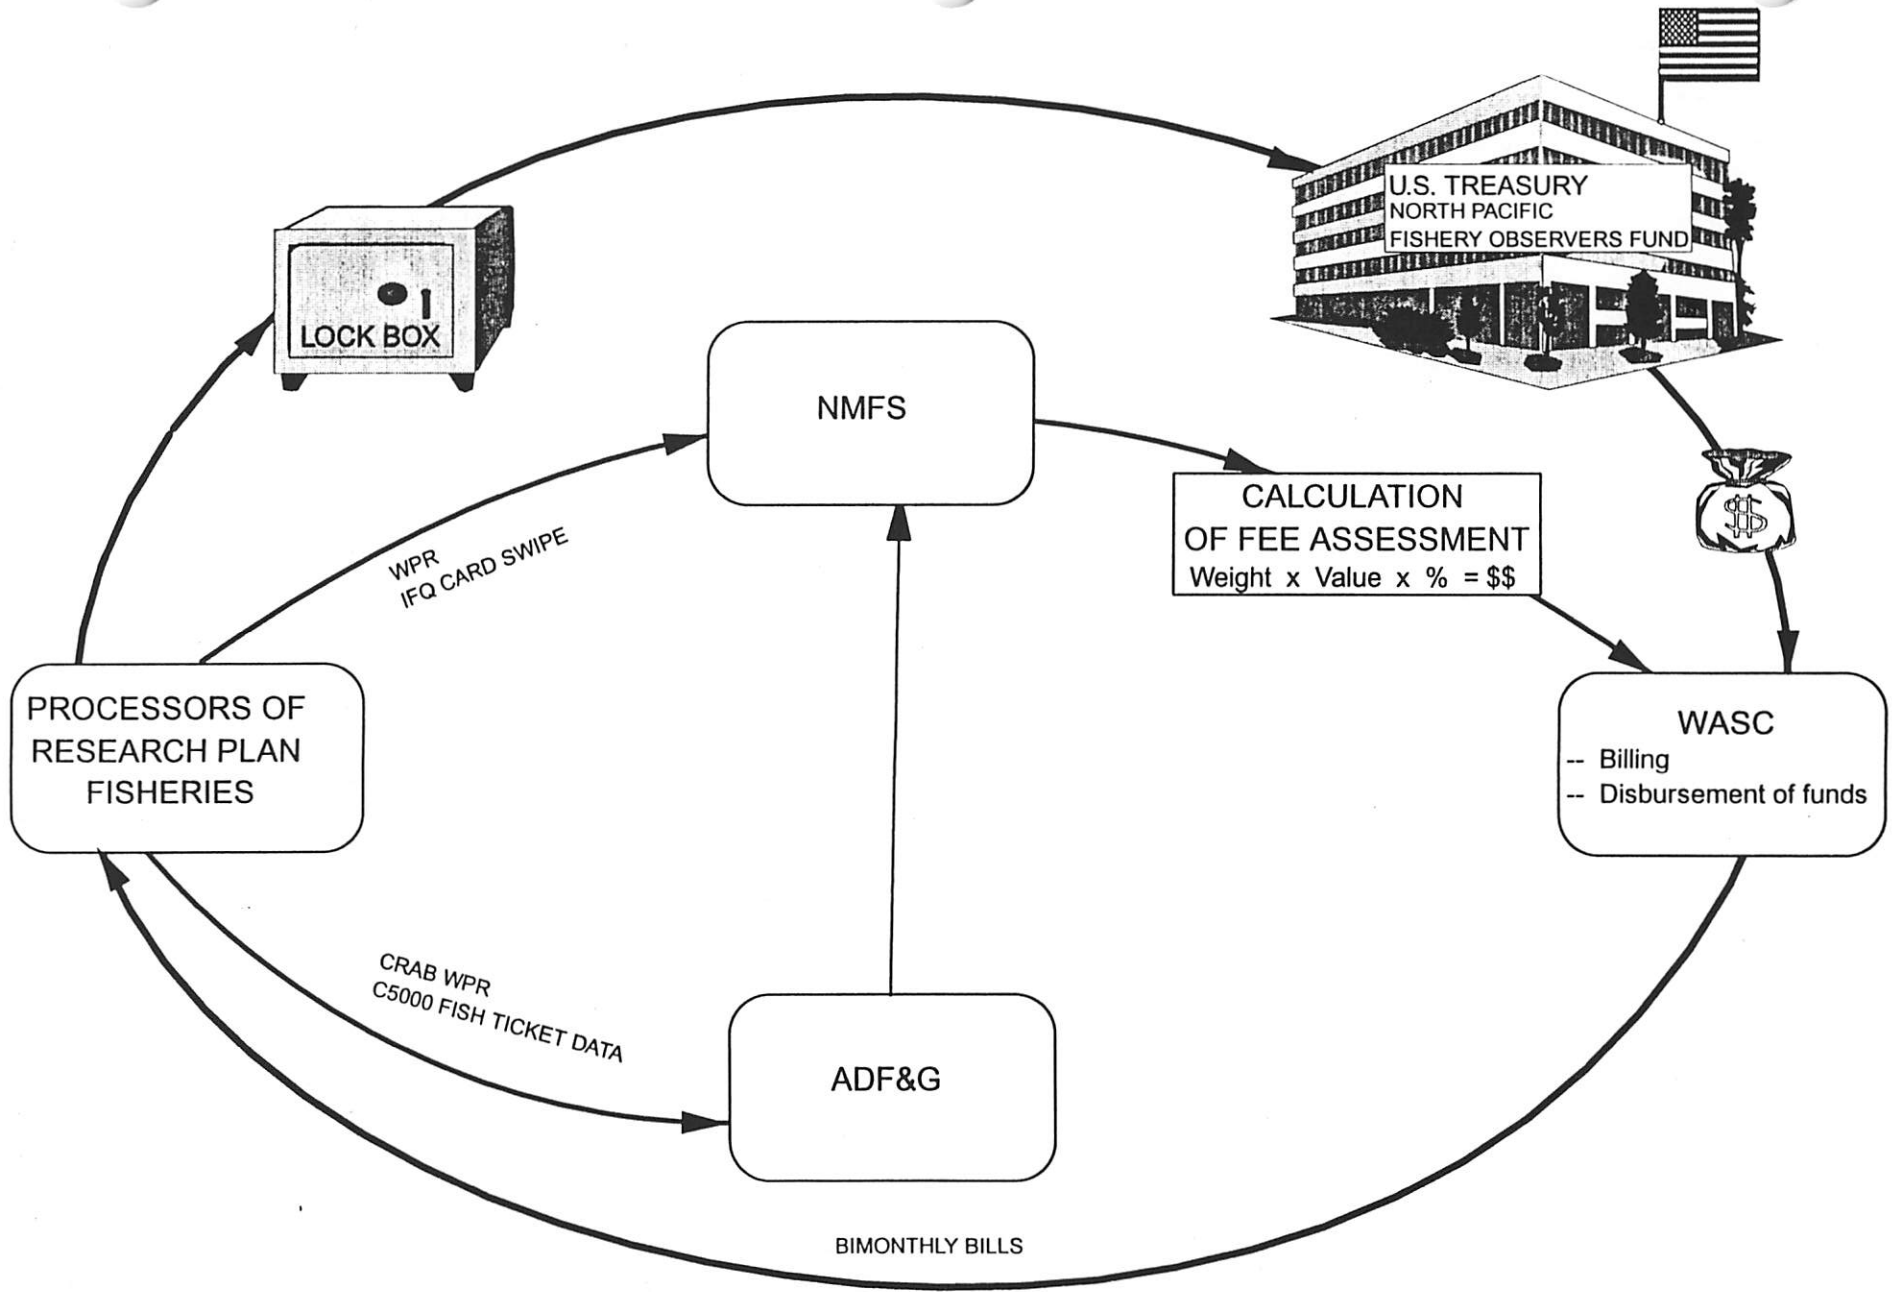 U.S. TREASURY
NORTH PACIFIC
FISHERY OBSERVERS FUND
LOCK BOX
NMFS
CALCULATION
OF FEE ASSESSMENT
Weight x Value x % = $$
$
WPR
IFQ CARD SWIPE
PROCESSORS OF
RESEARCH PLAN
FISHERIES
WASC
-- Billing
-- Disbursement of funds
CRAB WPR
C5000 FISH TICKET DATA
ADF&G
BIMONTHLY BILLS